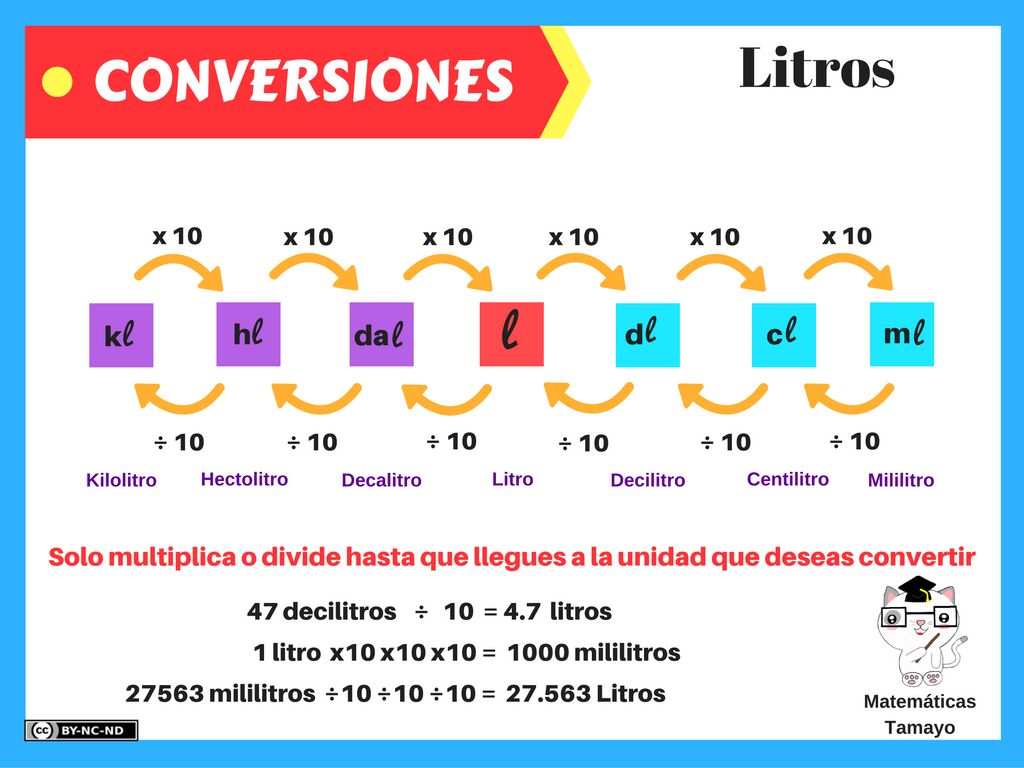 CONVERSIONES
Litros
x 10 x 10 x 10 x 10 x 10 x 10
kℓ hℓ daℓ ℓ dℓ cℓ mℓ
÷ 10 ÷ 10 ÷ 10 ÷ 10 ÷ 10 ÷ 10
Kilolitro Hectolitro Decalitro Litro Decilitro Centilitro Mililitro
Solo multiplica o divide hasta que llegues a la unidad que deseas convertir
47 decilitros ÷ 10 = 4.7 litros
1 litro x10 x10 x10 = 1000 mililitros
27563 mililitros ÷10 ÷10 ÷10 = 27.563 Litros
Matemáticas
Tamayo
cc BY-NC-ND